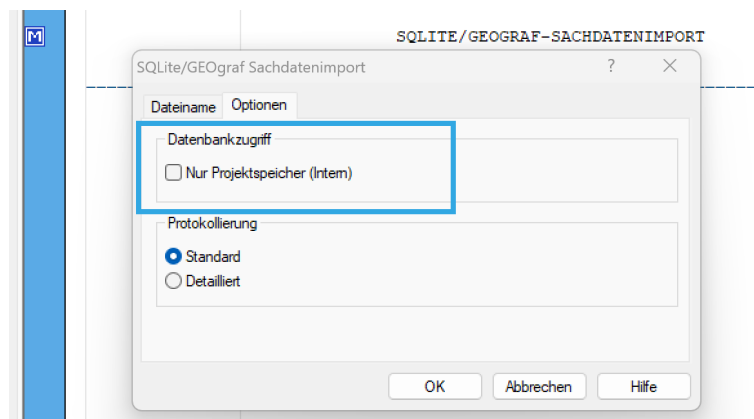 M
SQLITE/GEOGRAF-SACHDATENIMPORT
SQLite/GEOgraf Sachdatenimport
Dateiname Optionen
Datenbankzugriff
Nur Projektspeicher (Intern)
Protokollierung
Standard
Detailliert
OK Abbrechen Hilfe